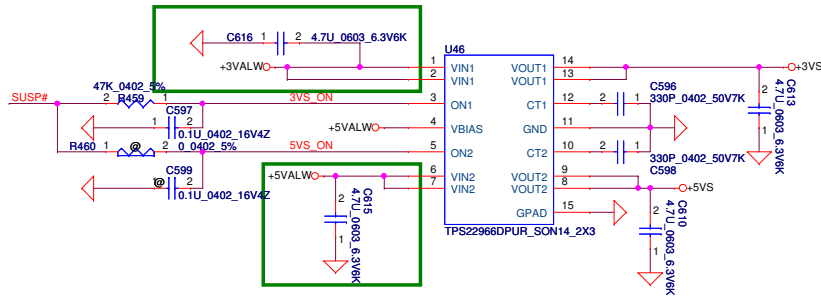 C616 1 2 4.7U_0603_6.3V6K
U46
+3VALW
1 VIN1 VOUT1 14
2 VIN1 VOUT1 13
+3VS
47K_0402_5%
SUSP# 2 R459 1 3VS_ON 3 ON1 CT1 12
C596
2 1 330P_0402_50V7K
C613
4.7U_0603_6.3V6K
2
1
C597
1 2
0.1U_0402_16V4Z
+5VALW 4 VBIAS GND 11
R460 1 @ 2 0_0402_5%
5VS_ON 5 ON2 CT2 10
2 1
330P_0402_50V7K
C598
C599
1@ 2
0.1U_0402_16V4Z
+5VALW 6 VIN2 VOUT2 9
7 VIN2 VOUT2 8
+5VS
C615
4.7U_0603_6.3V6K
2
1
GPAD 15
C610
4.7U_0603_6.3V6K
2
1
TPS22966DPUR_SON14_2X3